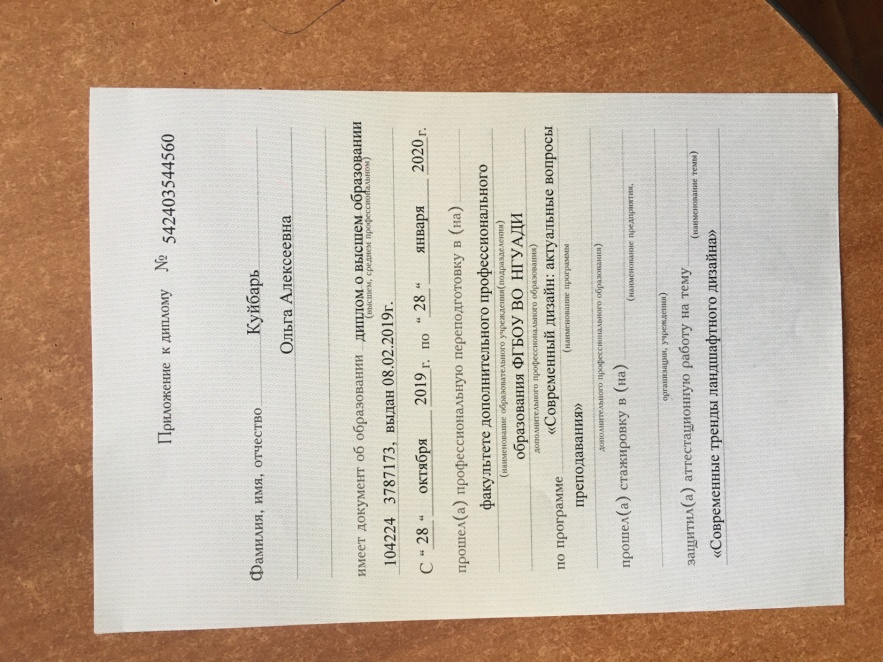 Приложение к диплому № 542403544560
Фамилия, имя, отчество Куйбарь
Ольга Алексеевна
имеет документ об образовании диплом о высшем образовании
(высшем, среднем профессиональном)
104224 3787173, выдан 08.02.2019г.
С “ 28 “ октября 2019 г. по “ 28 “ января 2020 г.
прошел(а) профессиональную переподготовку в (на)
факультете дополнительного профессионального
(наименование образовательного учреждения(подразделения)
образования ФГБОУ ВО НГУАДИ
дополнительного профессионального образования)
по программе «Современный дизайн: актуальные вопросы
(наименование программы
преподавания»
дополнительного профессионального образования)
прошел(а) стажировку в (на)
(наименование предприятия,
организации, учреждения)
защитил(а) аттестационную работу на тему
(наименование темы)
«Современные тренды ландшафтного дизайна»